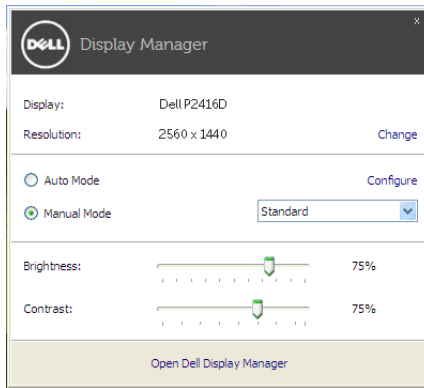 x
DELL Display Manager
Display: Dell P2416D
Resolution: 2560 x 1440 Change
Auto Mode Configure
Manual Mode Standard
Brightness: 75%
Contrast: 75%
Open Dell Display Manager